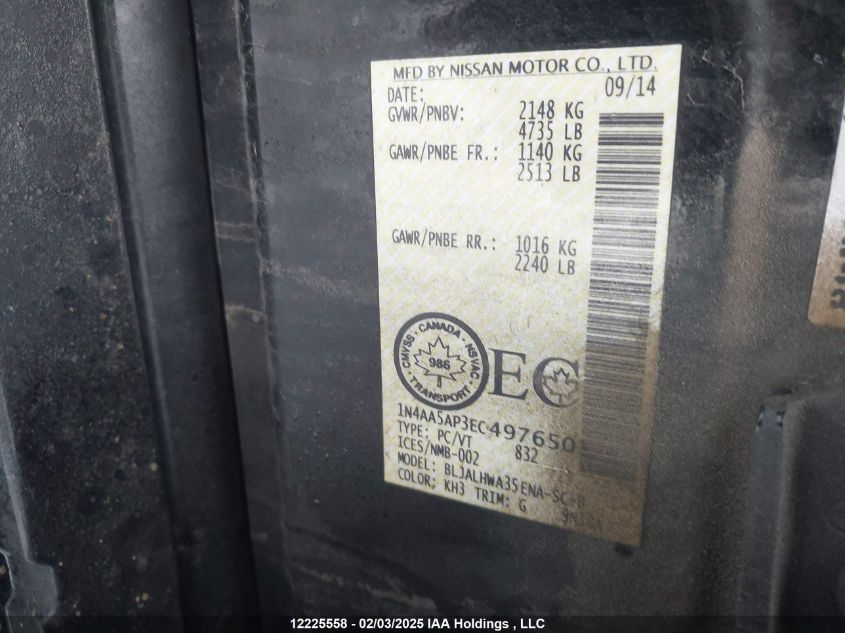 MFD BY NISSAN MOTOR CO., LTD.
DATE: 09/14
GVWR/PNBV: 2148 KG
4735 LB
GAWR/PNBE FR.: 1140 KG
2513 LB
GAWR/PNBE RR.: 1016 KG
2240 LB
CANADA · NSVAC · TRANSPORT · CMVSS ·
986
EC
1N4AA5AP3EC497650
TYPE: PC/VT 832
ICES/NMB-002
MODEL: BLJALHWA35ENA-SC-B
COLOR: KH3 TRIM: G
12225558 - 02/03/2025 IAA Holdings , LLC